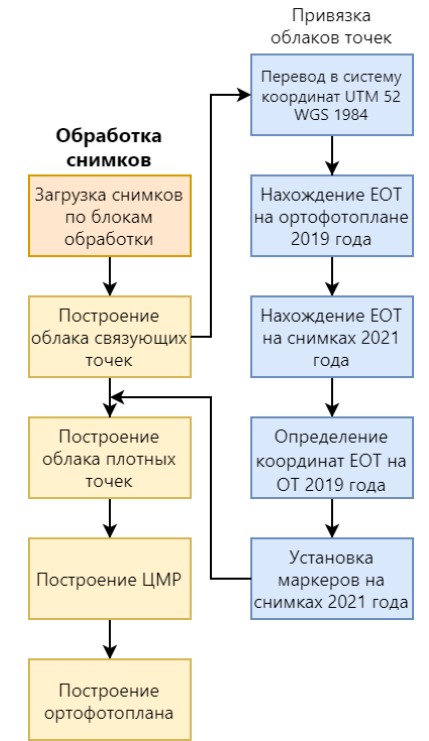 Обработка
снимков
Загрузка снимков
по блокам
обработки
Построение
облака связующих
точек
Построение
облака плотных
точек
Построение ЦМР
Построение
ортофотоплана
Привязка
облаков точек
Перевод в систему
координат UTM 52
WGS 1984
Нахождение ЕОТ
на ортофотоплане
2019 года
Нахождение ЕОТ
на снимках 2021
года
Определение
координат ЕОТ на
ОТ 2019 года
Установка
маркеров на
снимках 2021 года